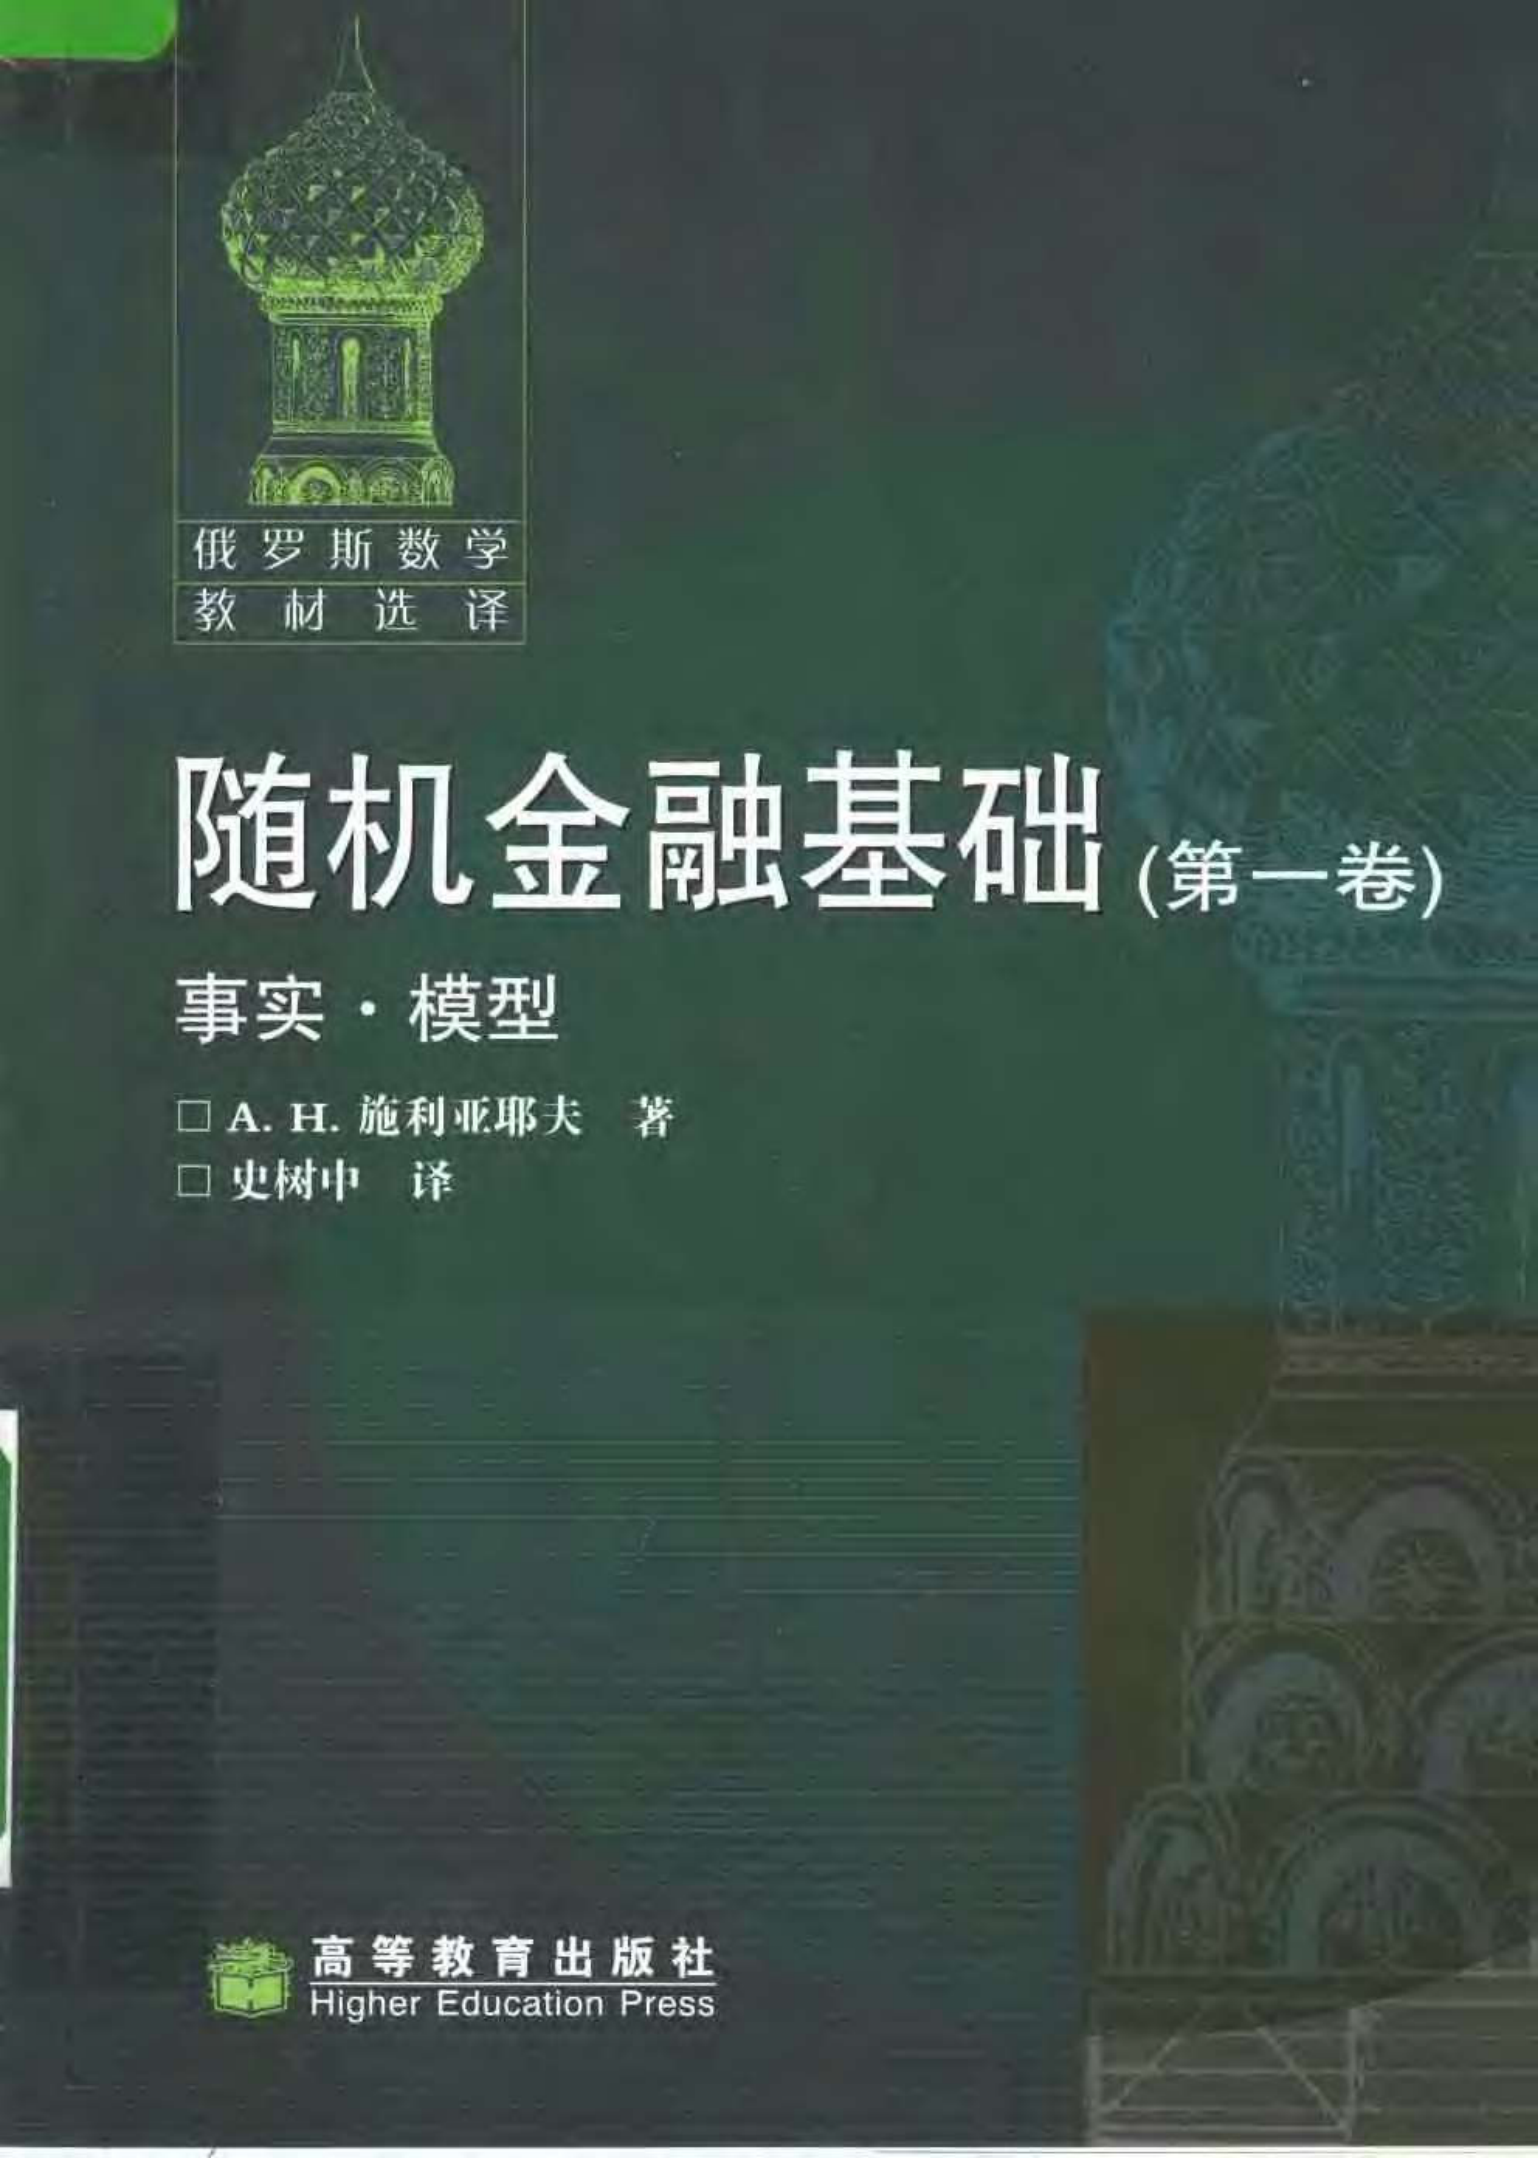 俄罗斯数学
教材选译
随机金融基础(第一卷)
事实·模型
□ A. H. 施利亚耶夫 著
□ 史树中 译
高等教育出版社
Higher Education Press